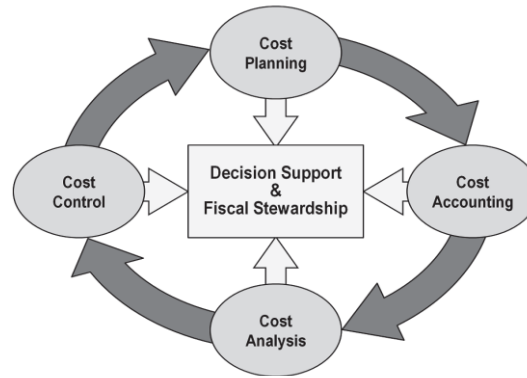 Cost
Planning
Decision Support
&
Fiscal Stewardship
Cost
Control
Cost
Accounting
Cost
Analysis